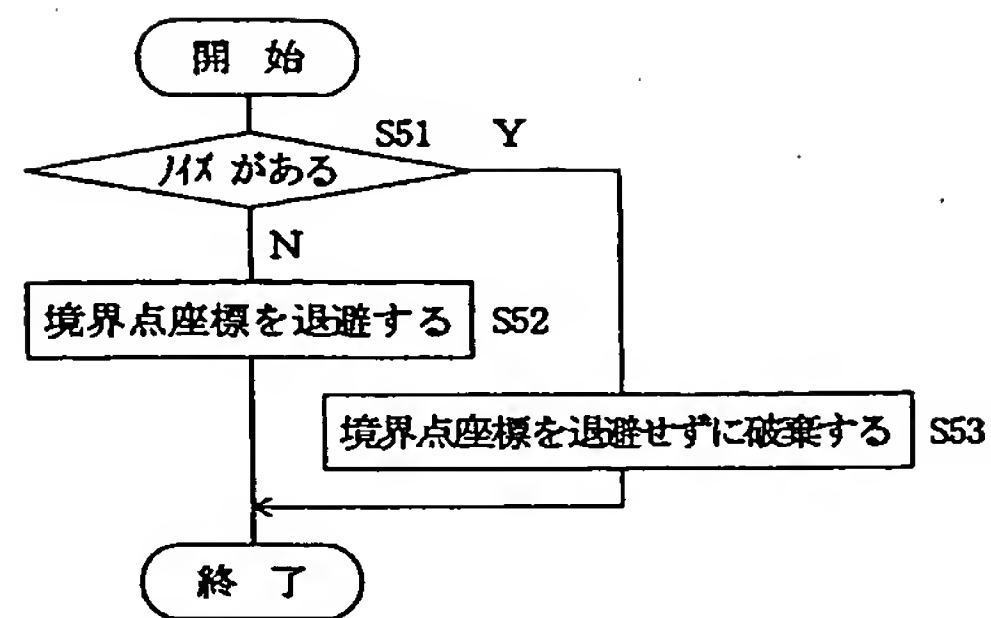 開 始
S51 Y
ノイズ がある
N
境界点座標を退避する S52
境界点座標を退避せずに破棄する S53
終 了